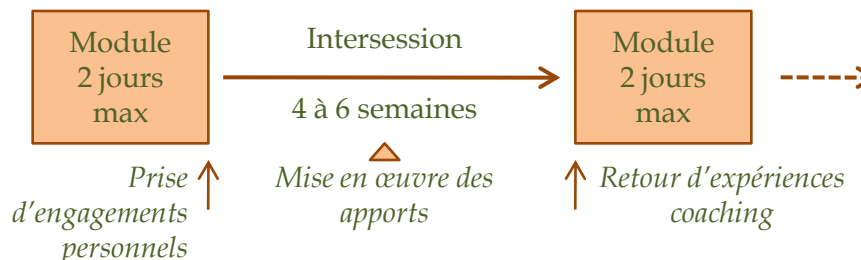 Module
2 jours
max
Intersession
4 à 6 semaines
Module
2 jours
max
Prise
d'engagements
personnels
Mise en œuvre des
apports
Retour d'expériences
coaching